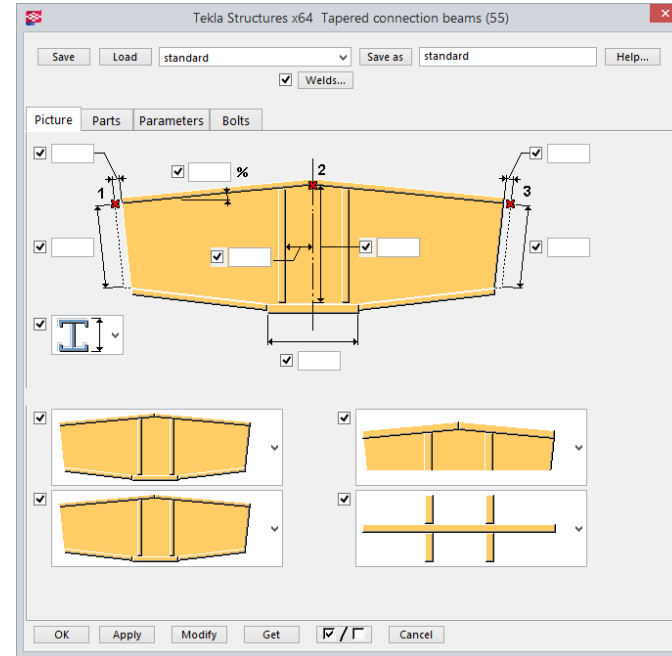 Tekla Structures x64 Tapered connection beams (55)
Save Load standard Save as standard Help...
Welds...
Picture Parts Parameters Bolts
%
1 2 3
OK Apply Modify Get / Cancel